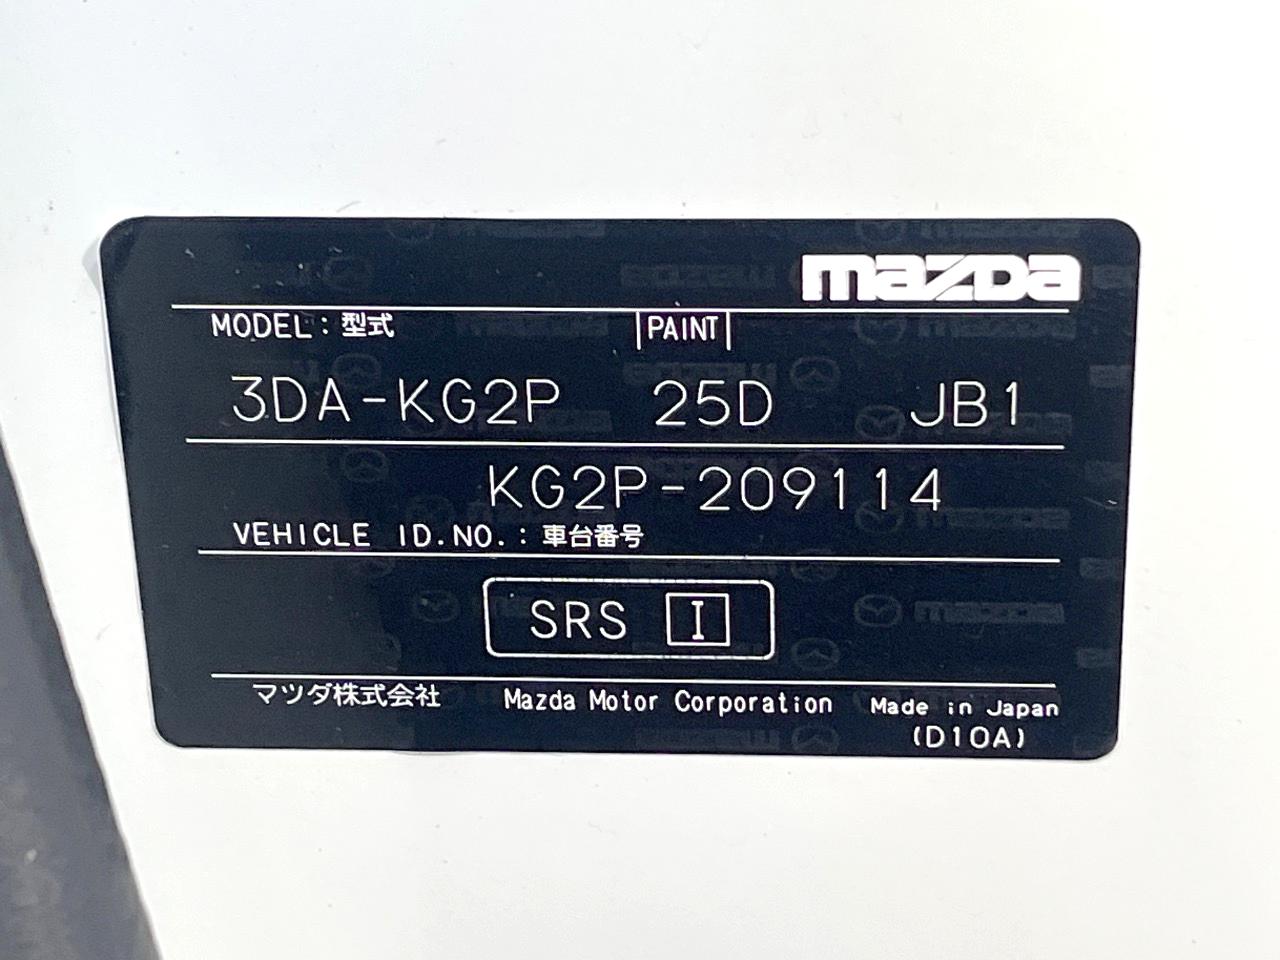 mazda
MODEL：型式 PAINT
3DA-KG2P 25D JB1
KG2P-209114
VEHICLE ID.NO.：車台番号
SRS I
マツダ株式会社 Mazda Motor Corporation Made in Japan
(D10A)